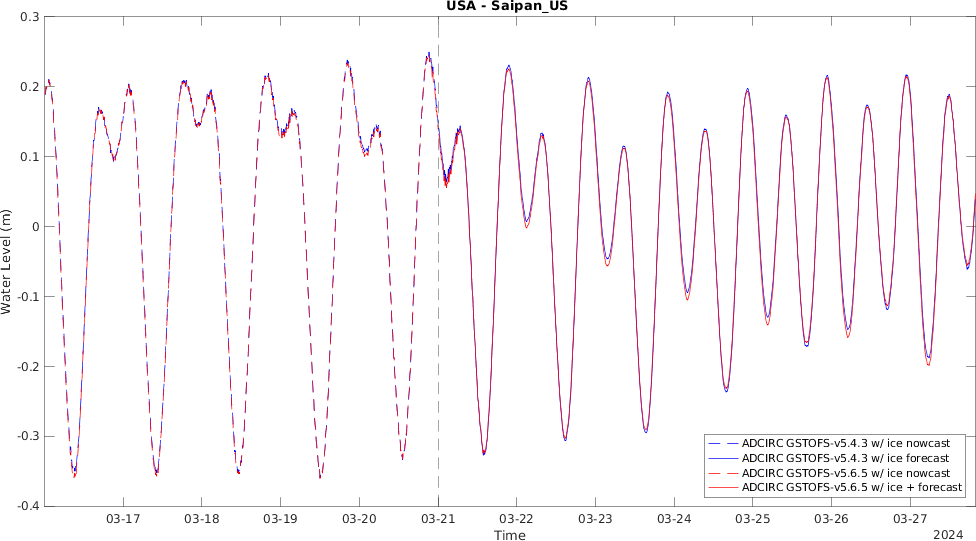 USA - Saipan_US
0.3
0.2
0.1
0
-0.1
-0.2
-0.3
-0.4
Water Level (m)
ADCIRC GSTOFS-v5.4.3 w/ ice nowcast
ADCIRC GSTOFS-v5.4.3 w/ ice forecast
ADCIRC GSTOFS-v5.6.5 w/ ice nowcast
ADCIRC GSTOFS-v5.6.5 w/ ice + forecast
03-17 03-18 03-19 03-20 03-21 03-22 03-23 03-24 03-25 03-26 03-27
Time
2024